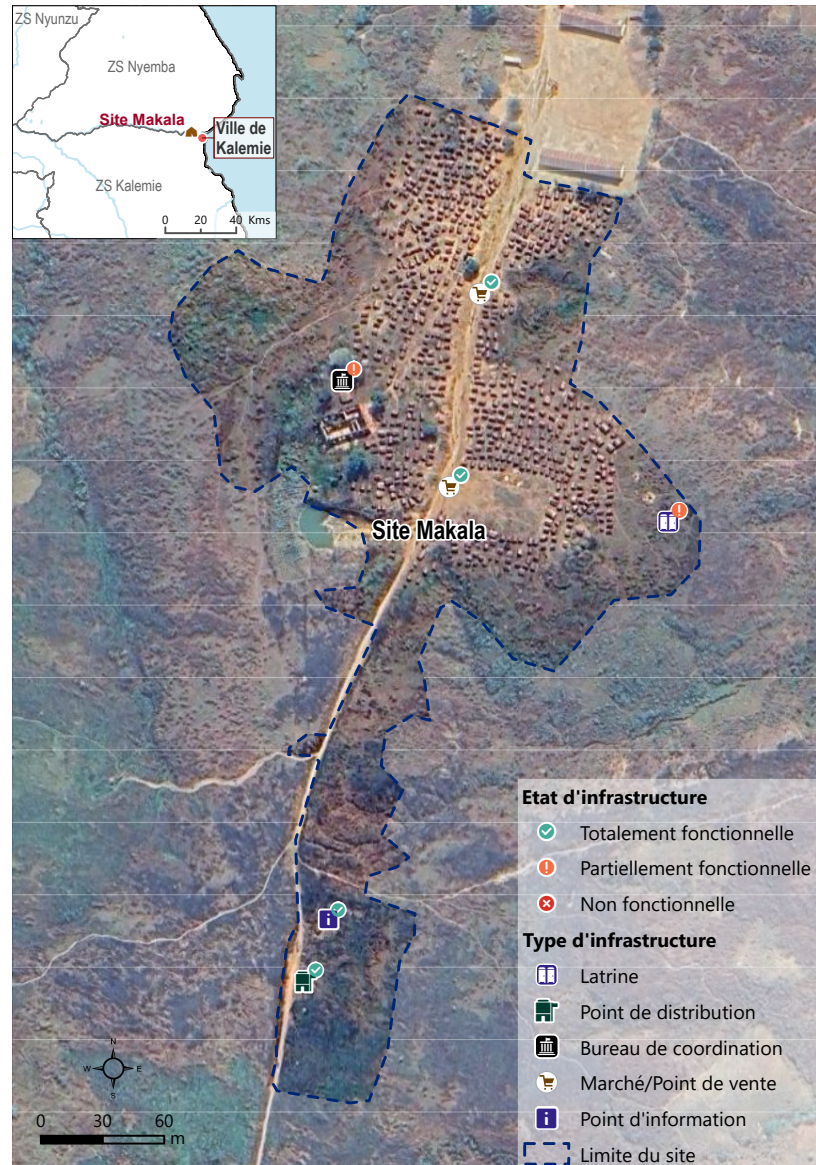 ZS Nyunzu
ZS Nyemba
Site Makala
Ville de
Kalemie
ZS Kalemie
0 20 40 Kms
Site Makala
Etat d'infrastructure
Totalement fonctionnelle
Partiellement fonctionnelle
Non fonctionnelle
Type d'infrastructure
Latrine
Point de distribution
Bureau de coordination
Marché/Point de vente
Point d'information
Limite du site
N
W E
S
0 30 60
m